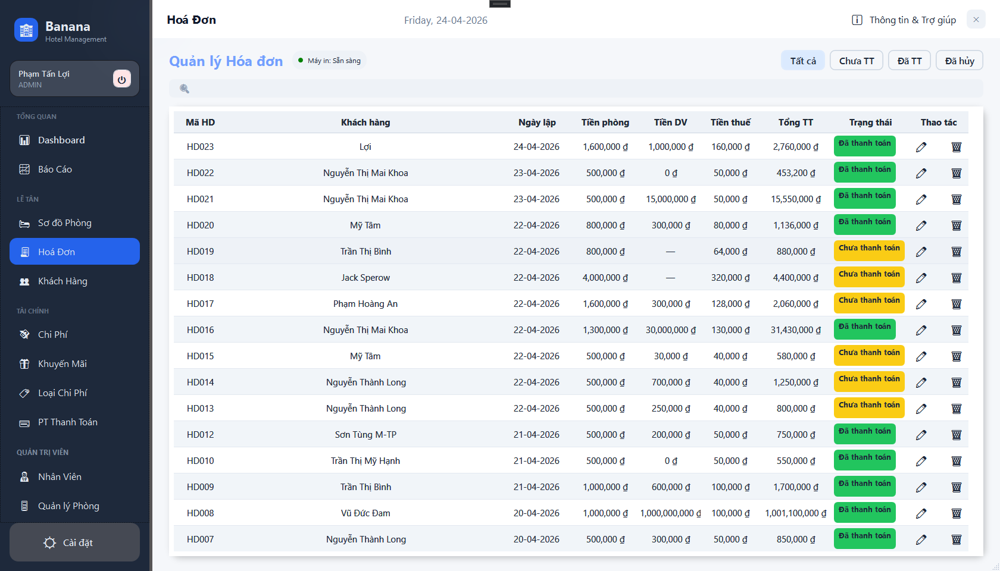 Banana
Hotel Management
Phạm Tấn Lợi
ADMIN
TỔNG QUAN
Dashboard
Báo Cáo
LỄ TÂN
Sơ đồ Phòng
Hoá Đơn
Khách Hàng
TÀI CHÍNH
Chi Phí
Khuyến Mãi
Loại Chi Phí
PT Thanh Toán
QUẢN TRỊ VIÊN
Nhân Viên
Quản lý Phòng
Cài đặt
Hoá Đơn
Friday, 24-04-2026
Thông tin & Trợ giúp
Quản lý Hóa đơn
Máy in: Sẵn sàng
Tất cả
Chưa TT
Đã TT
Đã hủy
Mã HD Khách hàng Ngày lập Tiền phòng Tiền DV Tiền thuế Tổng TT Trạng thái Thao tác
HD023 Lợi 24-04-2026 1,600,000 ₫ 1,000,000 ₫ 160,000 ₫ 2,760,000 ₫ Đã thanh toán
HD022 Nguyễn Thị Mai Khoa 23-04-2026 500,000 ₫ 0 ₫ 50,000 ₫ 453,200 ₫ Đã thanh toán
HD021 Nguyễn Thị Mai Khoa 23-04-2026 500,000 ₫ 15,000,000 ₫ 50,000 ₫ 15,550,000 ₫ Đã thanh toán
HD020 Mỹ Tâm 22-04-2026 800,000 ₫ 300,000 ₫ 80,000 ₫ 1,136,000 ₫ Đã thanh toán
HD019 Trần Thị Bình 22-04-2026 800,000 ₫ — 64,000 ₫ 880,000 ₫ Chưa thanh toán
HD018 Jack Sperow 22-04-2026 4,000,000 ₫ — 320,000 ₫ 4,400,000 ₫ Chưa thanh toán
HD017 Phạm Hoàng An 22-04-2026 1,600,000 ₫ 300,000 ₫ 128,000 ₫ 2,060,000 ₫ Chưa thanh toán
HD016 Nguyễn Thị Mai Khoa 22-04-2026 1,300,000 ₫ 30,000,000 ₫ 130,000 ₫ 31,430,000 ₫ Đã thanh toán
HD015 Mỹ Tâm 22-04-2026 500,000 ₫ 30,000 ₫ 40,000 ₫ 580,000 ₫ Chưa thanh toán
HD014 Nguyễn Thành Long 22-04-2026 500,000 ₫ 700,000 ₫ 40,000 ₫ 1,250,000 ₫ Chưa thanh toán
HD013 Nguyễn Thành Long 22-04-2026 500,000 ₫ 250,000 ₫ 40,000 ₫ 800,000 ₫ Chưa thanh toán
HD012 Sơn Tùng M-TP 21-04-2026 500,000 ₫ 200,000 ₫ 50,000 ₫ 750,000 ₫ Đã thanh toán
HD010 Trần Thị Mỹ Hạnh 21-04-2026 500,000 ₫ 0 ₫ 50,000 ₫ 550,000 ₫ Đã thanh toán
HD009 Trần Thị Bình 21-04-2026 1,000,000 ₫ 600,000 ₫ 100,000 ₫ 1,700,000 ₫ Đã thanh toán
HD008 Vũ Đức Đam 20-04-2026 1,000,000 ₫ 1,000,000,000 ₫ 100,000 ₫ 1,001,100,000 ₫ Đã thanh toán
HD007 Nguyễn Thành Long 20-04-2026 500,000 ₫ 300,000 ₫ 50,000 ₫ 850,000 ₫ Đã thanh toán